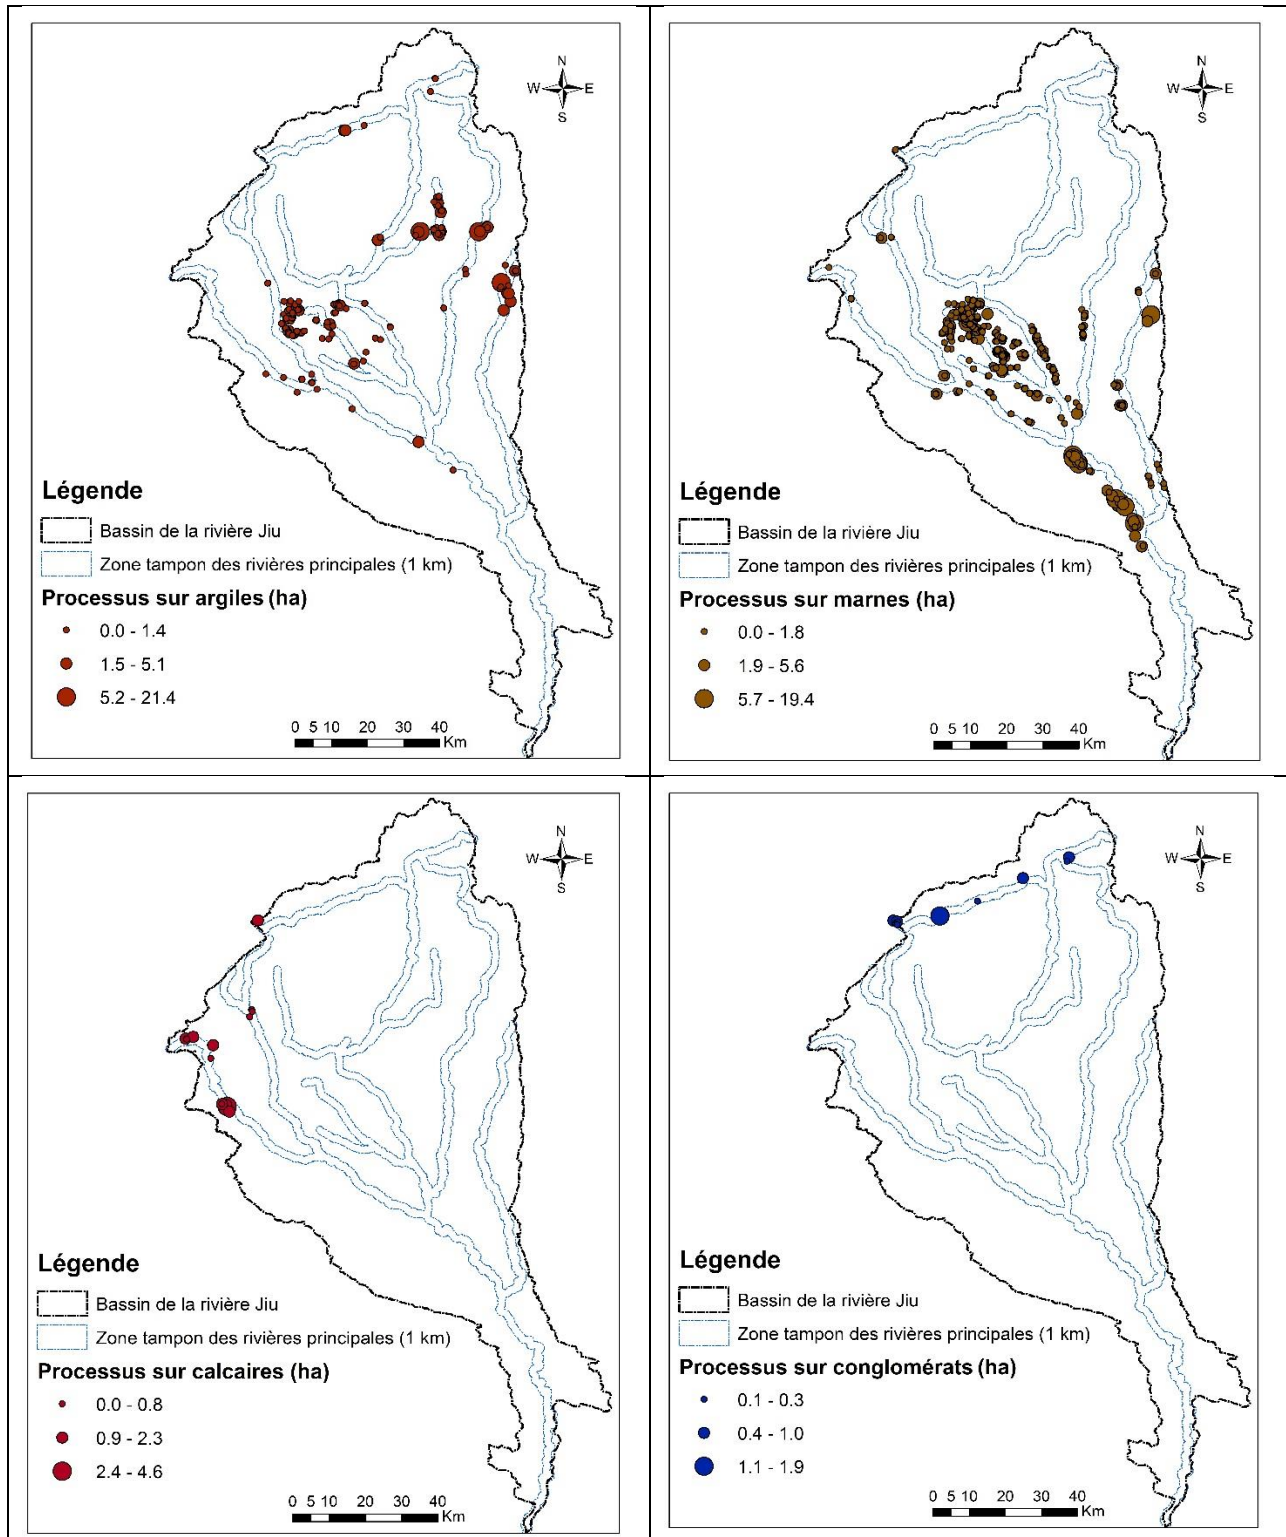 N
W E
S
Légende
Bassin de la rivière Jiu
Zone tampon des rivières principales (1 km)
Processus sur argiles (ha)
0.0 - 1.4
1.5 - 5.1
5.2 - 21.4
0 5 10 20 30 40
Km
N
W E
S
Légende
Bassin de la rivière Jiu
Zone tampon des rivières principales (1 km)
Processus sur marnes (ha)
0.0 - 1.8
1.9 - 5.6
5.7 - 19.4
0 5 10 20 30 40
Km
N
W E
S
Légende
Bassin de la rivière Jiu
Zone tampon des rivières principales (1 km)
Processus sur calcaires (ha)
0.0 - 0.8
0.9 - 2.3
2.4 - 4.6
0 5 10 20 30 40
Km
N
W E
S
Légende
Bassin de la rivière Jiu
Zone tampon des rivières principales (1 km)
Processus sur conglomérats (ha)
0.1 - 0.3
0.4 - 1.0
1.1 - 1.9
0 5 10 20 30 40
Km